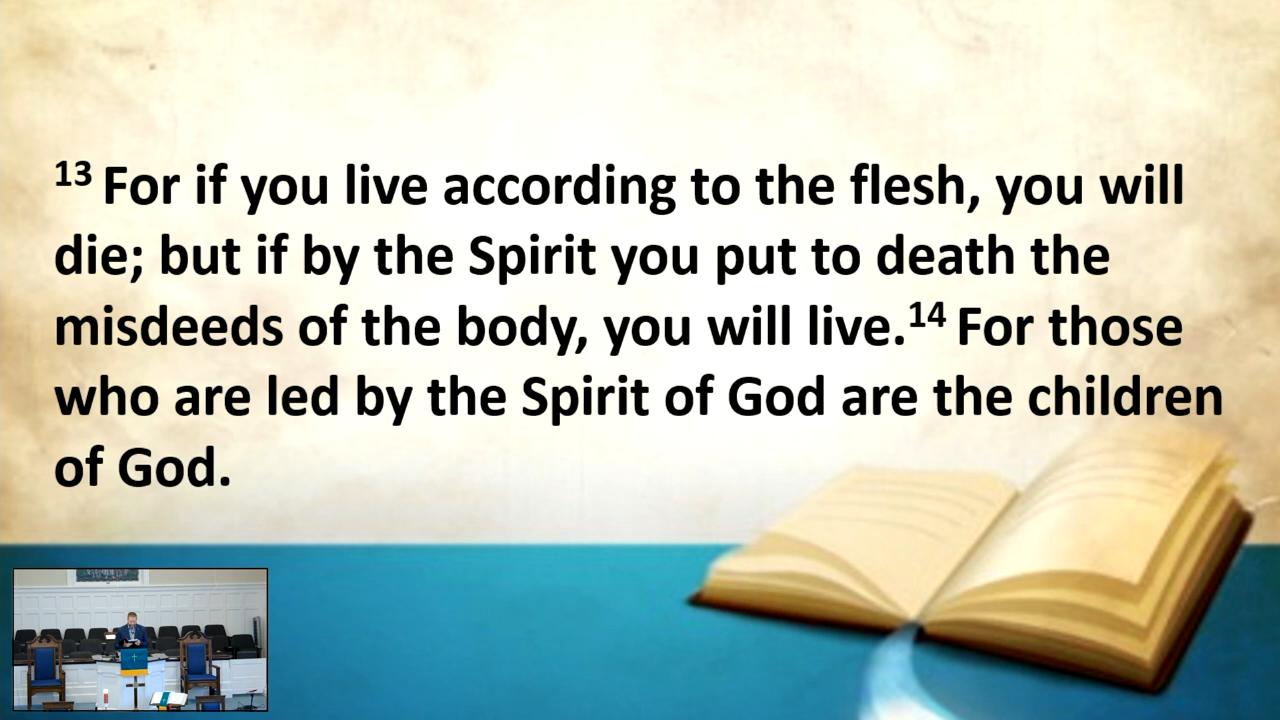 ¹³ For if you live according to the flesh, you will
die; but if by the Spirit you put to death the
misdeeds of the body, you will live.¹⁴ For those
who are led by the Spirit of God are the children
of God.